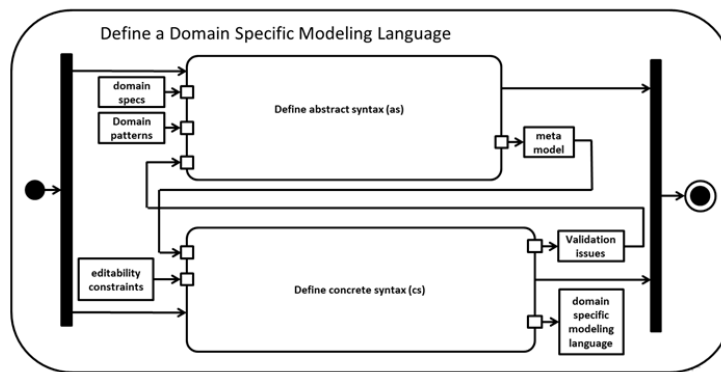 Define a Domain Specific Modeling Language
domain
specs
Define abstract syntax (as)
Domain
patterns
meta
model
Validation
issues
editability
constraints
Define concrete syntax (cs)
domain
specific
modeling
language